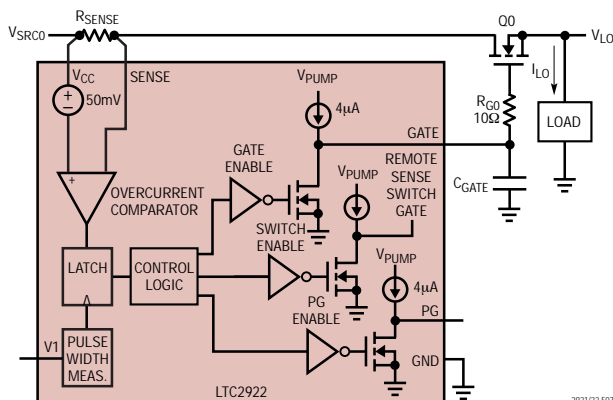 RSENSE
VSRC0
Q0
VLO
VCC
SENSE
50mV
+
−
+
VPUMP
4µA
ILO
RG0
10Ω
LOAD
GATE
GATE
ENABLE
VPUMP
REMOTE
SENSE
SWITCH
GATE
CGATE
OVERCURRENT
COMPARATOR
SWITCH
ENABLE
VPUMP
4µA
LATCH
CONTROL
LOGIC
PG
ENABLE
PG
V1
PULSE
WIDTH
MEAS.
GND
LTC2922